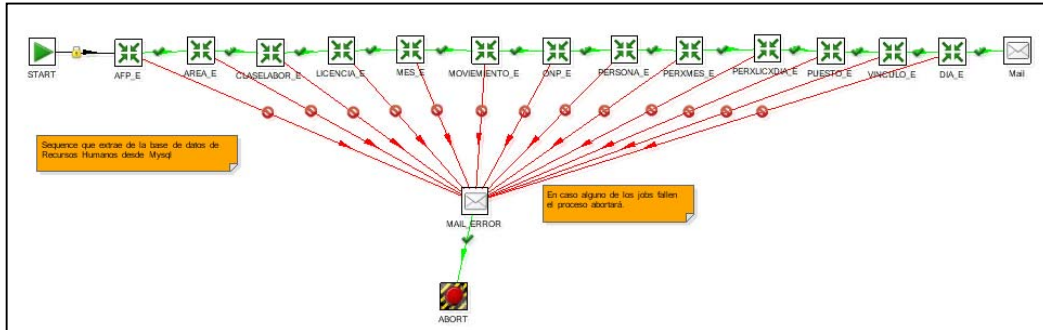 START
AFP_E
AREA_E
CLASELABOR_E
LICENCIA_E
MES_E
MOVIEMIENTO_E
ONP_E
PERSONA_E
PERXMES_E
PERXLICXDIA_E
PUESTO_E
VINCULO_E
DIA_E
Mail
Sequence que extrae de la base de datos de
Recursos Humanos desde Mysql
En caso alguno de los jobs fallen
el proceso abortará.
MAIL_ERROR
ABORT